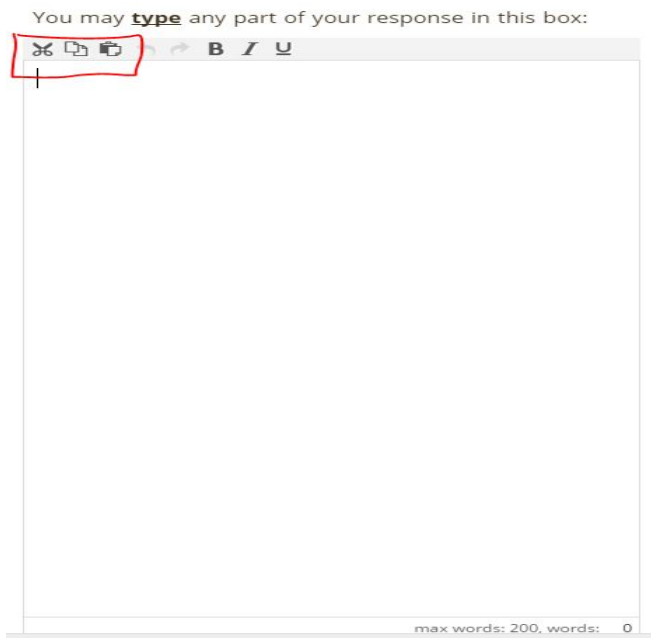 You may type any part of your response in this box:
B I U
max words: 200, words: 0